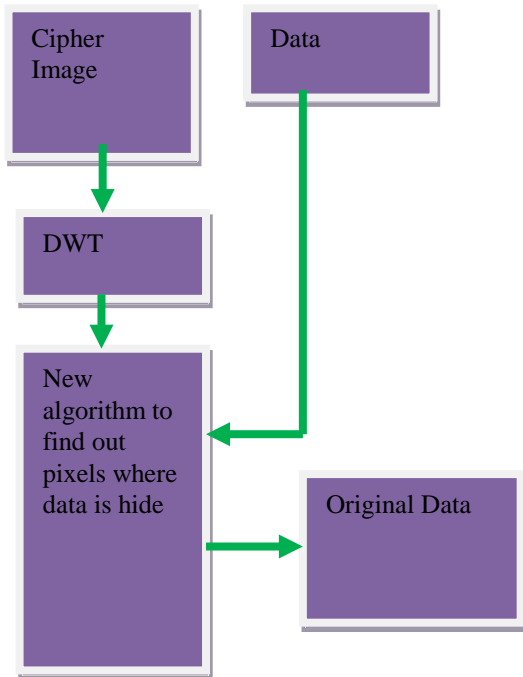 Cipher
Image
Data
DWT
New
algorithm to
find out
pixels where
data is hide
Original Data